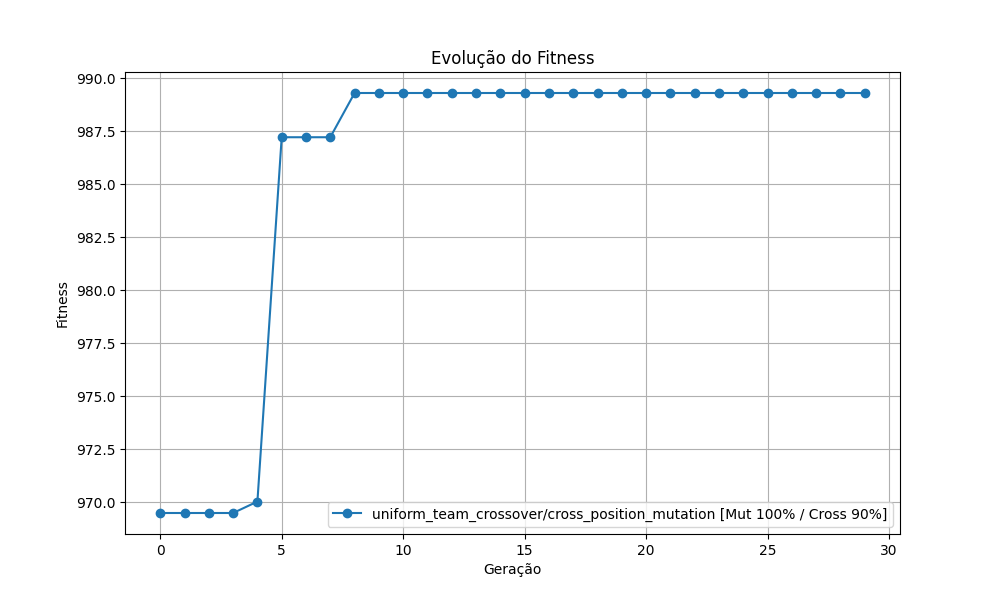 Evolução do Fitness
990.0
987.5
985.0
982.5
980.0
977.5
975.0
972.5
970.0
Fitness
uniform_team_crossover/cross_position_mutation [Mut 100% / Cross 90%]
0 5 10 15 20 25 30
Geração